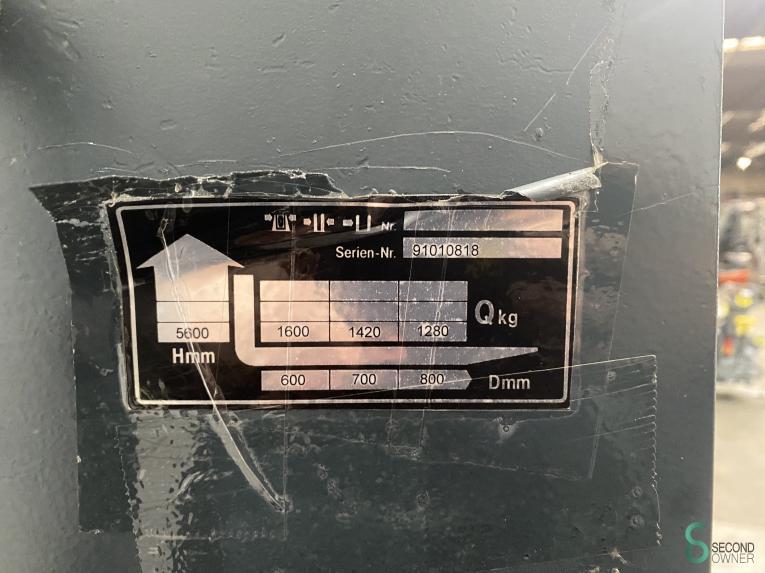 Nr.
Serien-Nr. 91010818
5600 1600 1420 1280 Q kg
Hmm
600 700 800 Dmm
SECOND
OWNER